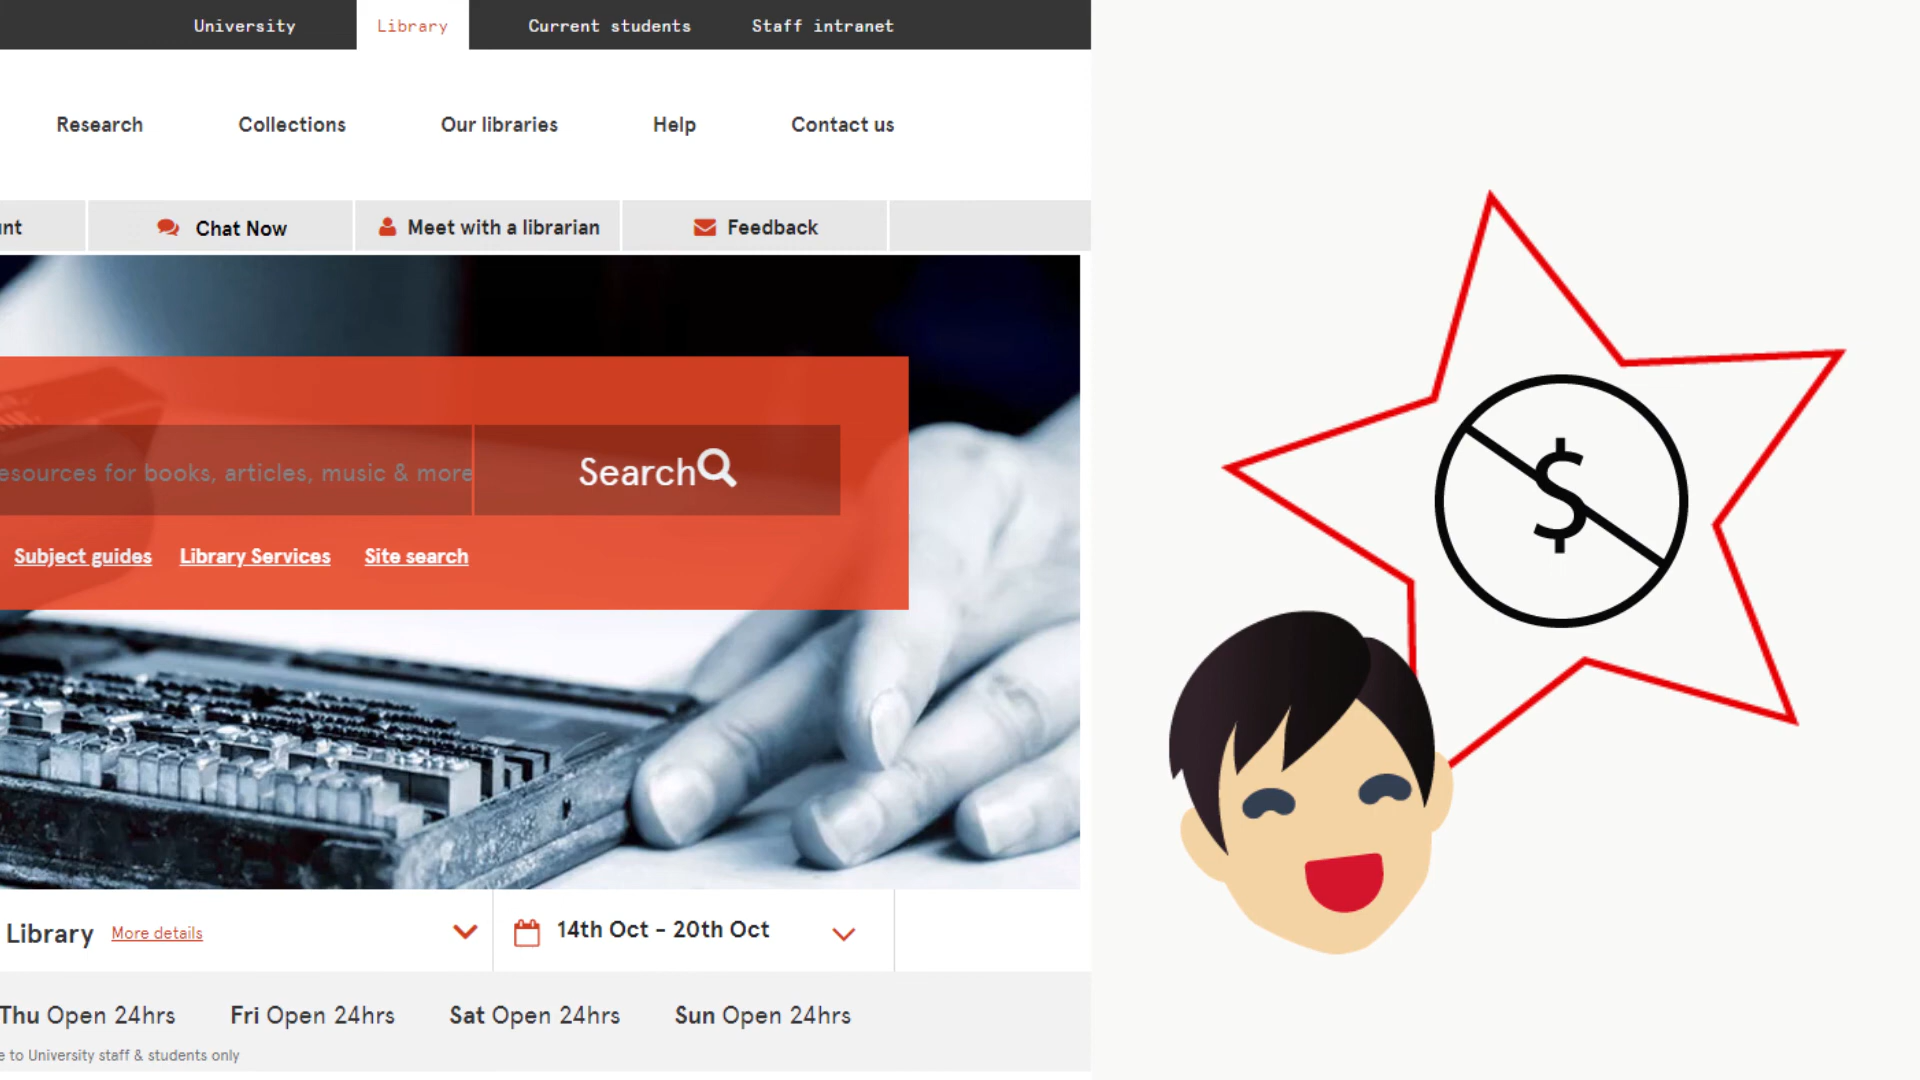 University Library Current students Staff intranet
Research Collections Our libraries Help Contact us
Chat Now Meet with a librarian Feedback
for books, articles, music & more Search
Subject guides Library Services Site search
$
Library More details 14th Oct - 20th Oct
Thu Open 24hrs Fri Open 24hrs Sat Open 24hrs Sun Open 24hrs
to University staff & students only